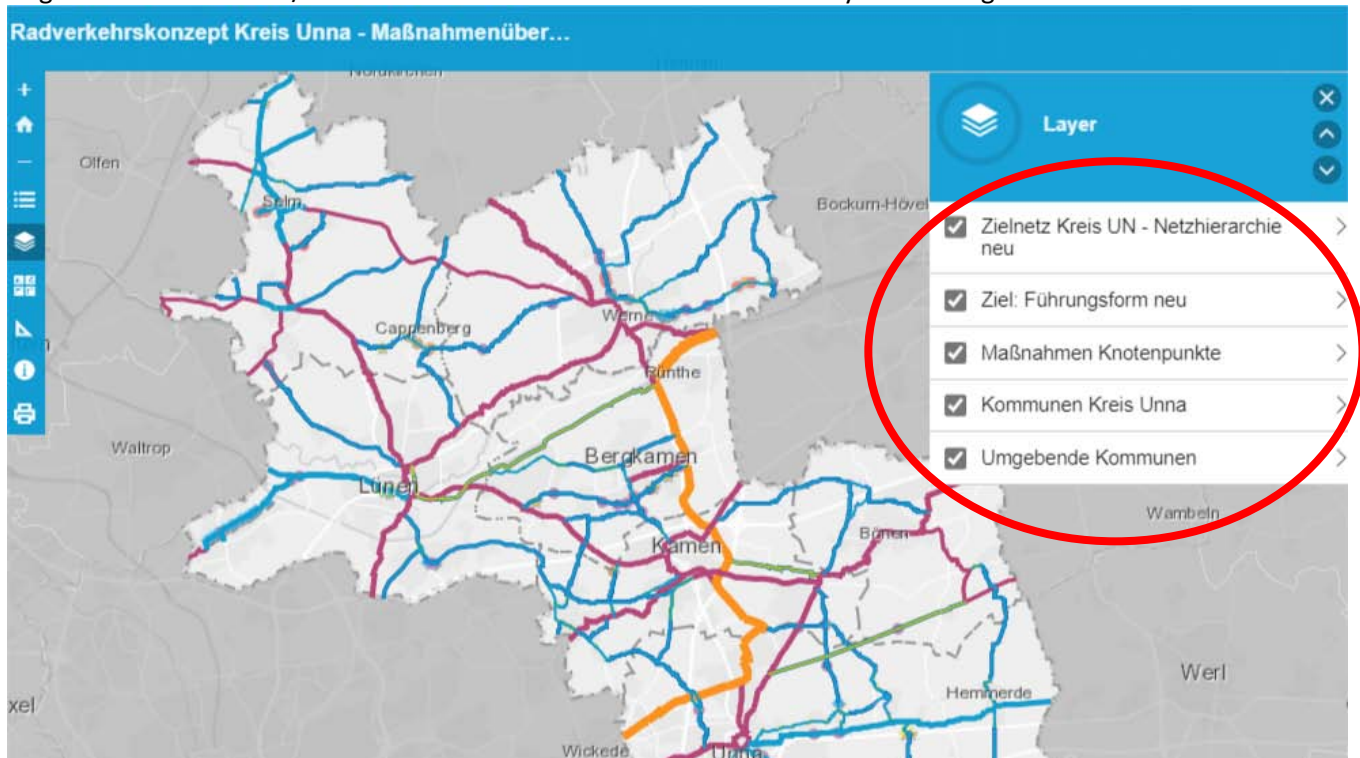 Radverkehrskonzept Kreis Unna - Maßnahmenüber...
Layer
Olfen
Selm
Bockum-Hövel
Zielnetz Kreis UN - Netzhierarchie
neu
Ziel: Führungsform neu
Cappenberg
Werne
Maßnahmen Knotenpunkte
Rünthe
Kommunen Kreis Unna
Waltrop
Bergkamen
Umgebende Kommunen
Lünen
Wambeln
Kamen
Bönen
Werl
Hemmerde
xel
Wickede
Unna